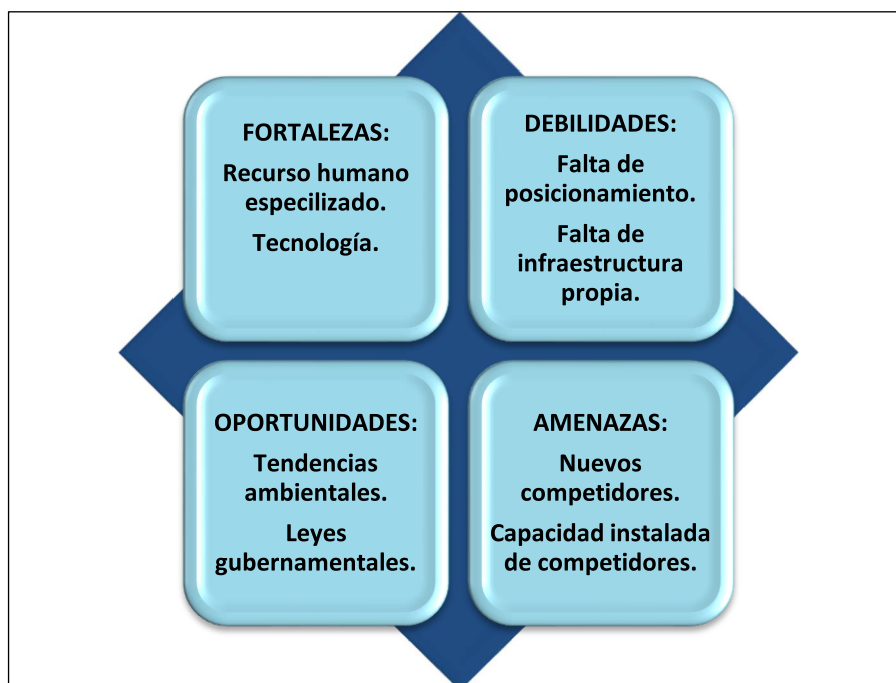 FORTALEZAS:
Recurso humano
especilizado.
Tecnología.
DEBILIDADES:
Falta de
posicionamiento.
Falta de
infraestructura
propia.
OPORTUNIDADES:
Tendencias
ambientales.
Leyes
gubernamentales.
AMENAZAS:
Nuevos
competidores.
Capacidad instalada
de competidores.